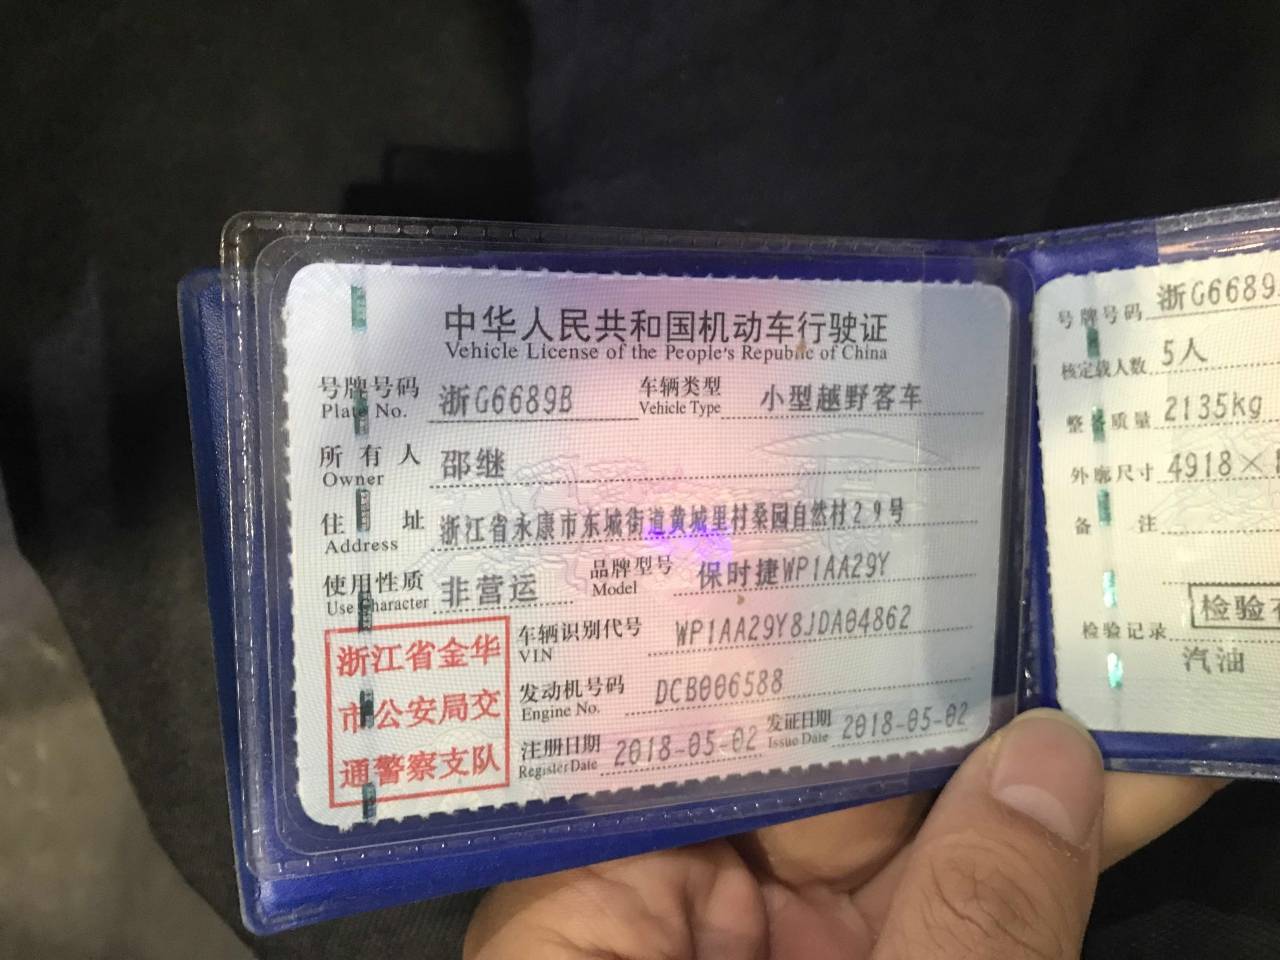 中华人民共和国机动车行驶证
Vehicle License of the People's Republic of China
号牌号码 浙G6689B 车辆类型 小型越野客车
Plate No. Vehicle Type
所有人 邵继
Owner
住址 浙江省永康市东城街道黄城里村桑园自然村29号
Address
使用性质 非营运 品牌型号 保时捷WP1AA29Y
Use Character Model
浙江省金华
市公安局交
通警察支队
车辆识别代号 WP1AA29Y8JDA04862
VIN
发动机号码 DCB006588
Engine No.
注册日期 2018-05-02 发证日期 2018-05-02
Register Date Issue Date
号牌号码 浙G6689
核定载人数 5人
整备质量 2135kg
外廓尺寸 4918×
备注
检验
检验记录
汽油